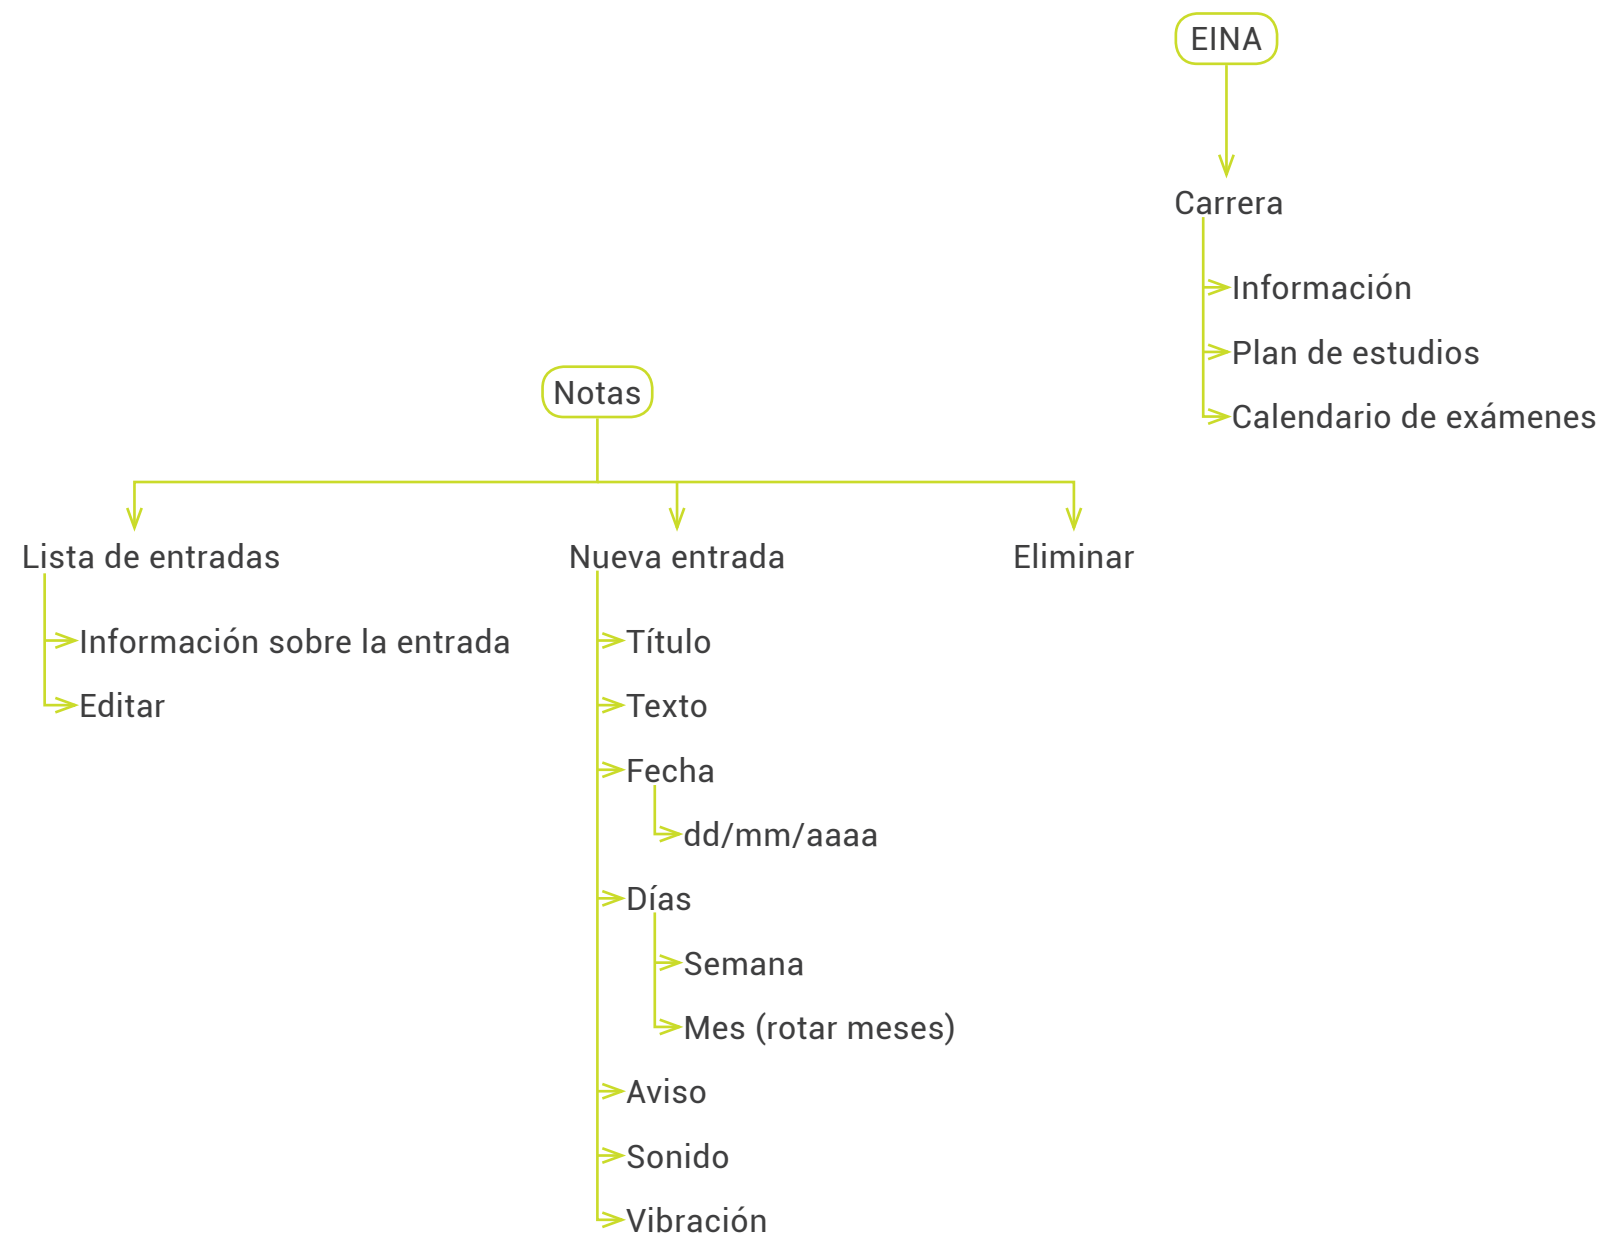 EINA
Carrera
Información
Plan de estudios
Calendario de exámenes
Notas
Lista de entradas
Información sobre la entrada
Editar
Nueva entrada
Título
Texto
Fecha
dd/mm/aaaa
Días
Semana
Mes (rotar meses)
Aviso
Sonido
Vibración
Eliminar